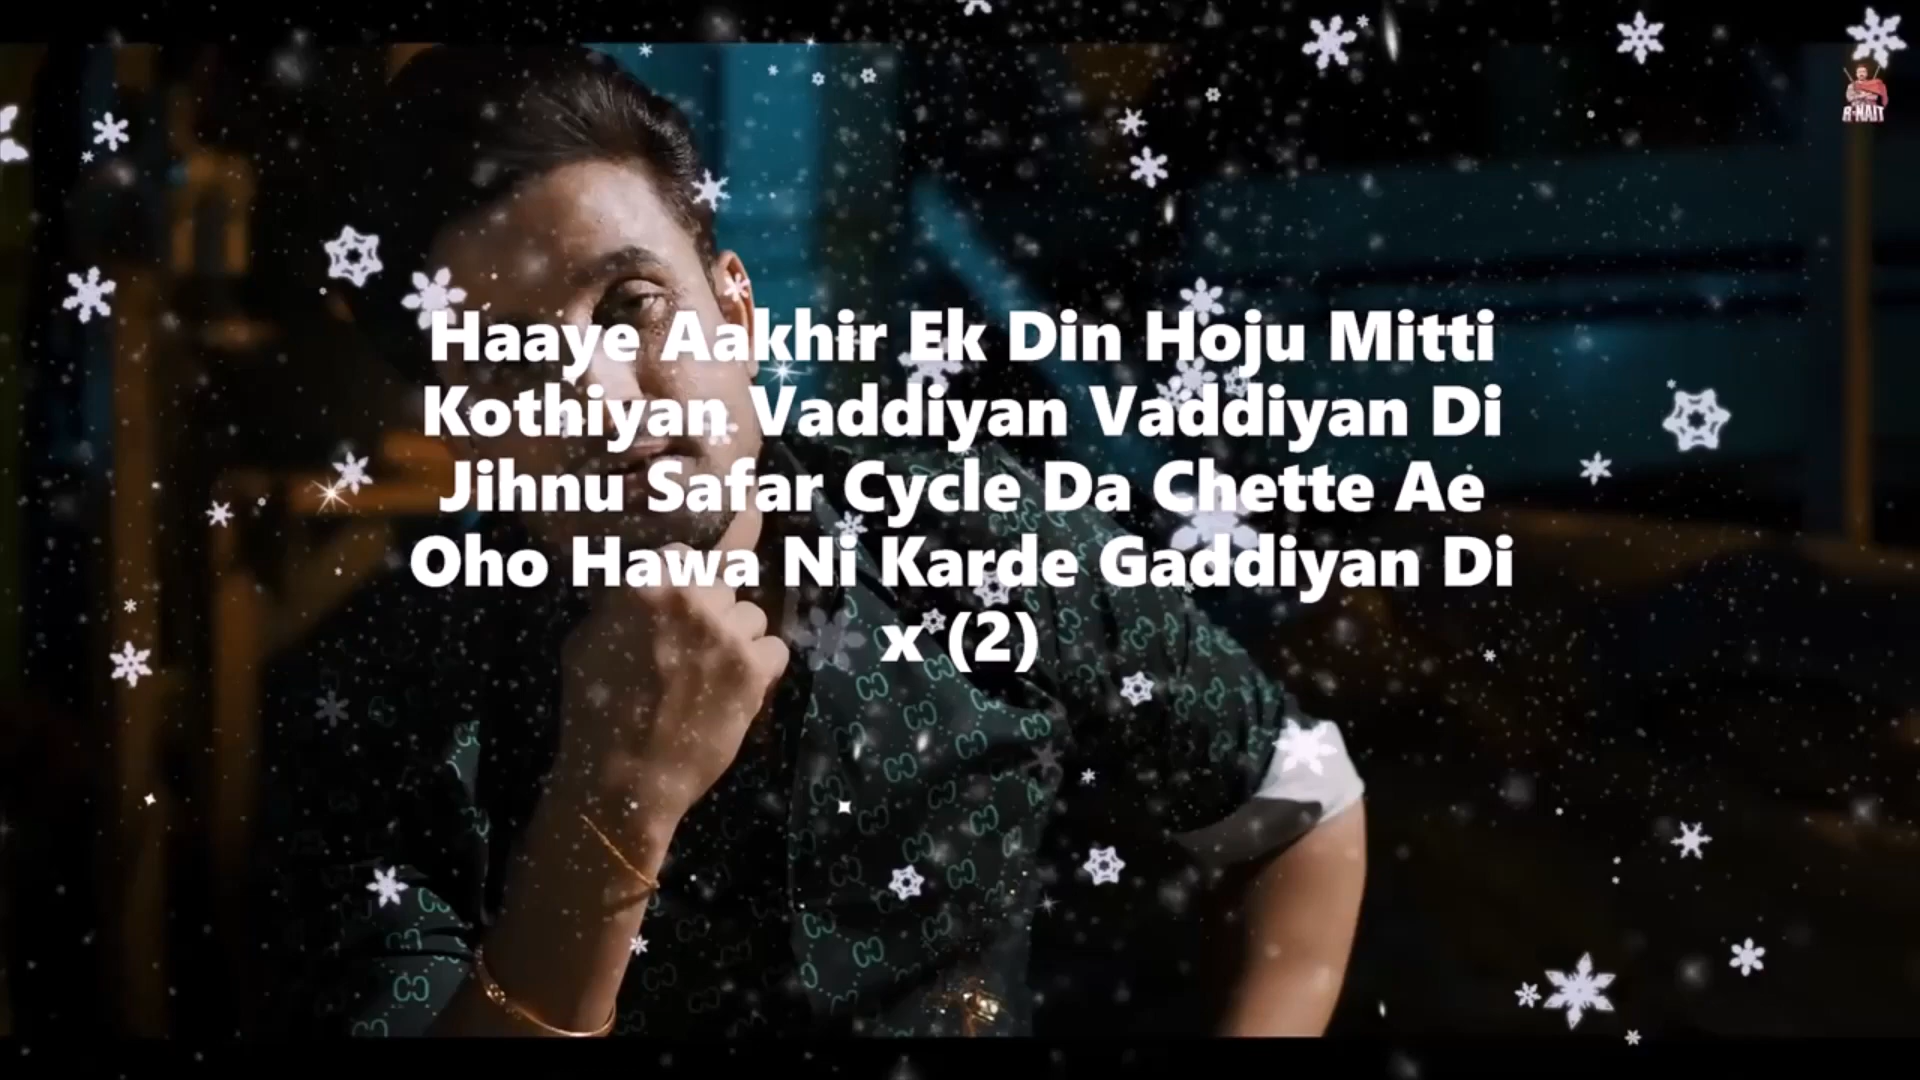 R-NAIT
Haaye Aakhir Ek Din Hoju Mitti
Kothiyan Vaddiyan Vaddiyan Di
Jihnu Safar Cycle Da Chette Ae
Oho Hawa Ni Karde Gaddiyan Di
x (2)